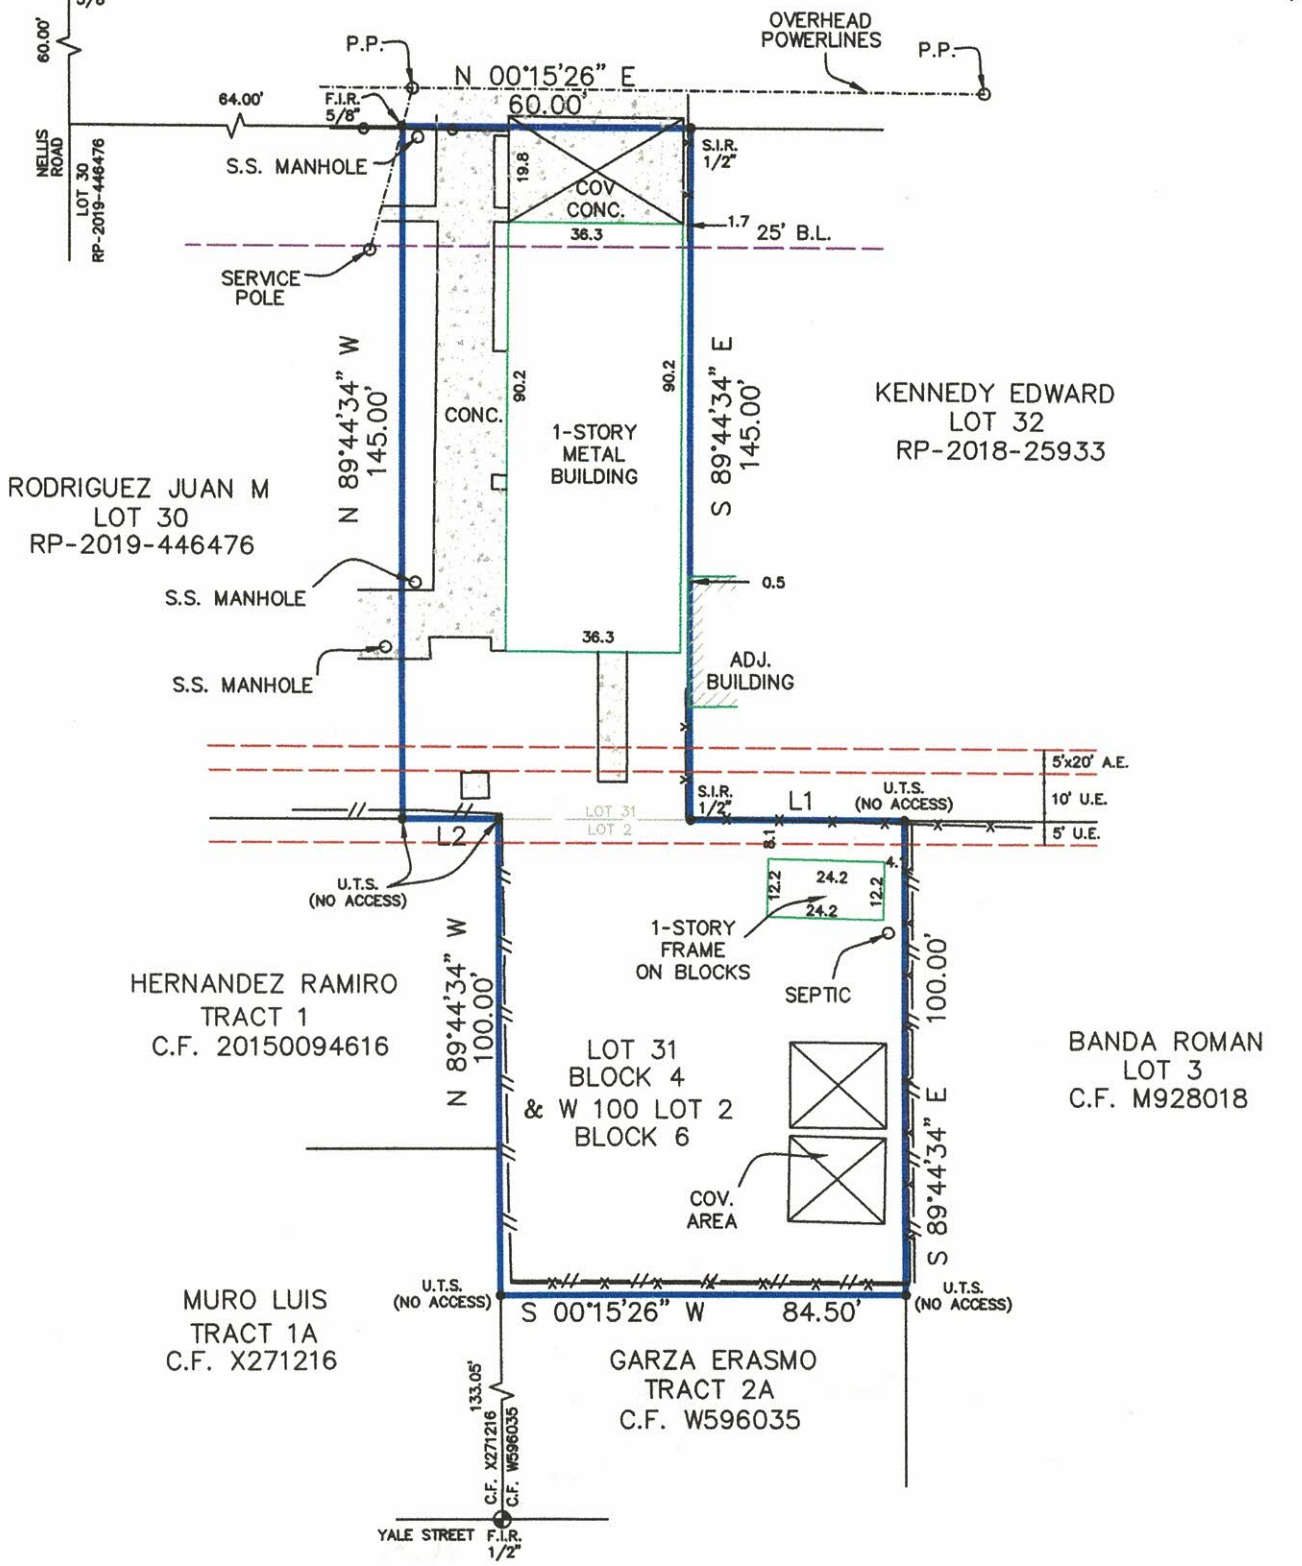 60.00'
NELLIS
ROAD
LOT 30
RP-2019-446476
64.00'
P.P.
N 00°15'26" E
60.00'
OVERHEAD
POWERLINES
P.P.
F.I.R.
5/8"
S.S. MANHOLE
S.I.R.
1/2"
19.8
COV
CONC.
36.3
1.7
25' B.L.
SERVICE
POLE
N 89°44'34" W
145.00'
CONC.
90.2
90.2
1-STORY
METAL
BUILDING
S 89°44'34" E
145.00'
KENNEDY EDWARD
LOT 32
RP-2018-25933
RODRIGUEZ JUAN M
LOT 30
RP-2019-446476
S.S. MANHOLE
0.5
36.3
S.S. MANHOLE
ADJ.
BUILDING
5'x20' A.E.
10' U.E.
5' U.E.
S.I.R.
1/2"
L1
U.T.S.
(NO ACCESS)
LOT 31
LOT 2
L2
U.T.S.
(NO ACCESS)
8.1
12.2
24.2
24.2
12.2
1-STORY
FRAME
ON BLOCKS
SEPTIC
HERNANDEZ RAMIRO
TRACT 1
C.F. 20150094616
N 89°44'34" W
100.00'
LOT 31
BLOCK 4
& W 100 LOT 2
BLOCK 6
S 89°44'34" E
100.00'
BANDA ROMAN
LOT 3
C.F. M928018
COV.
AREA
U.T.S.
(NO ACCESS)
S 00°15'26" W 84.50'
U.T.S.
(NO ACCESS)
MURO LUIS
TRACT 1A
C.F. X271216
GARZA ERASMO
TRACT 2A
C.F. W596035
133.05'
C.F. X271216
C.F. W596035
YALE STREET F.I.R.
1/2"